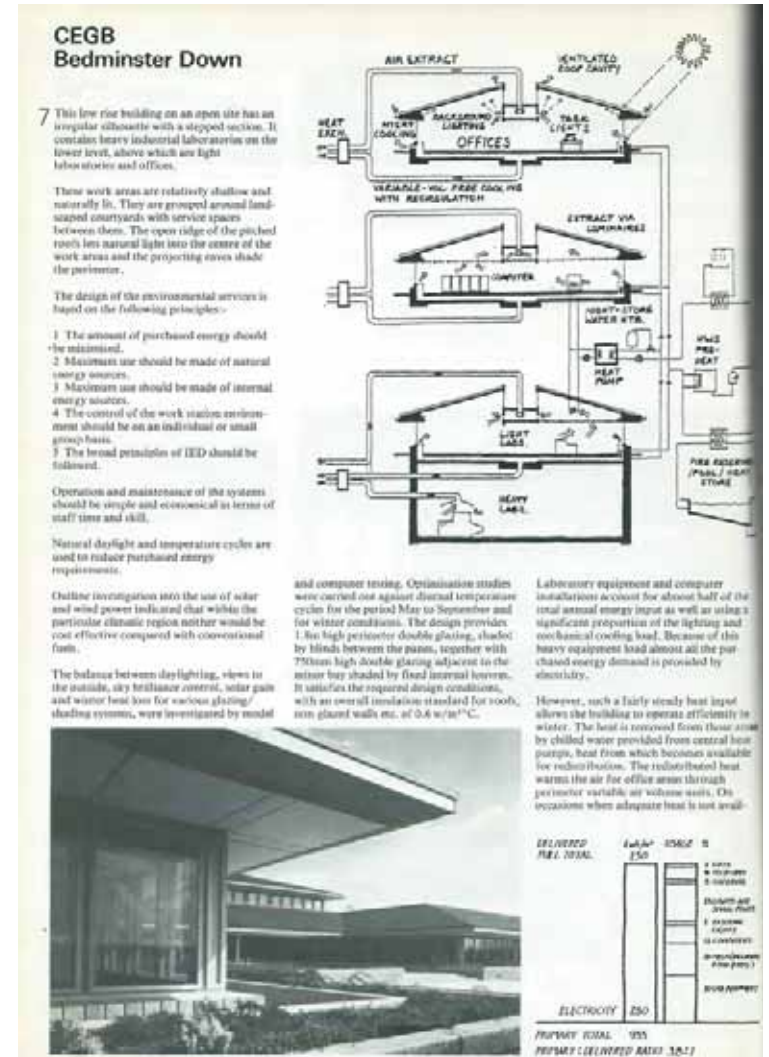 CEGB
Bedminster Down
7 This low rise building on an open site has an
irregular silhouette with a stepped section. It
contains heavy industrial laboratories on the
lower level, above which are light
laboratories and offices.
These work areas are relatively shallow and
naturally lit. They are grouped around land-
scaped courtyards with service spaces
between them. The open ridge of the pitched
roofs lets natural light into the centre of the
work areas and the projecting eaves shade
the perimeter.
The design of the environmental services is
based on the following principles:-
1 The amount of purchased energy should
be minimised.
2 Maximum use should be made of natural
energy sources.
3 Maximum use should be made of internal
energy sources.
4 The control of the work station environ-
ment should be on an individual or small
group basis.
5 The broad principles of IED should be
followed.
Operation and maintenance of the systems
should be simple and economical in terms of
staff time and skill.
Natural daylight and temperature cycles are
used to reduce purchased energy
requirements.
Outline investigation into the use of solar
and wind power indicated that within the
particular climatic region neither would be
cost effective compared with conventional
fuels.
The balance between daylighting, views to
the outside, sky brilliance control, solar gain
and winter heat loss for various glazing/
shading systems, were investigated by model
AIR EXTRACT
VENTILATED
ROOF CAVITY
HEAT
EXCH.
NIGHT
COOLING
BACKGROUND
LIGHTING
TASK
LIGHTS
OFFICES
VARIABLE-VOL FREE COOLING
WITH RECIRCULATION
EXTRACT VIA
LUMINAIRES
COMPUTER
NIGHT-STORE
WATER HTR.
HEAT
PUMP
HWS
PRE-
HEAT
LIGHT
LABS.
HEAVY
LABS.
FIRE RESERVE
/POOL/HEAT
STORE
and computer testing. Optimisation studies
were carried out against diurnal temperature
cycles for the period May to September and
for winter conditions. The design provides
1.8m high perimeter double glazing, shaded
by blinds between the panes, together with
750mm high double glazing adjacent to the
minor bay shaded by fixed internal louvres.
It satisfies the required design conditions,
with an overall insulation standard for roofs,
non glazed walls etc. of 0.6 w/m²°C.
Laboratory equipment and computer
installations account for almost half of the
total annual energy input as well as using a
significant proportion of the lighting and
mechanical cooling load. Because of this
heavy equipment load almost all the pur-
chased energy demand is provided by
electricity.
However, such a fairly steady heat input
allows the building to operate efficiently in
winter. The heat is removed from those areas
by chilled water provided from central heat
pumps, heat from which becomes available
for redistribution. The redistributed heat
warms the air for office areas through
perimeter variable air volume units. On
occasions when adequate heat is not avail-
DELIVERED
FUEL TOTAL
250
USAGE %
ELECTRICITY 250
PRIMARY TOTAL 955
PRIMARY : DELIVERED RATIO 3.8:1